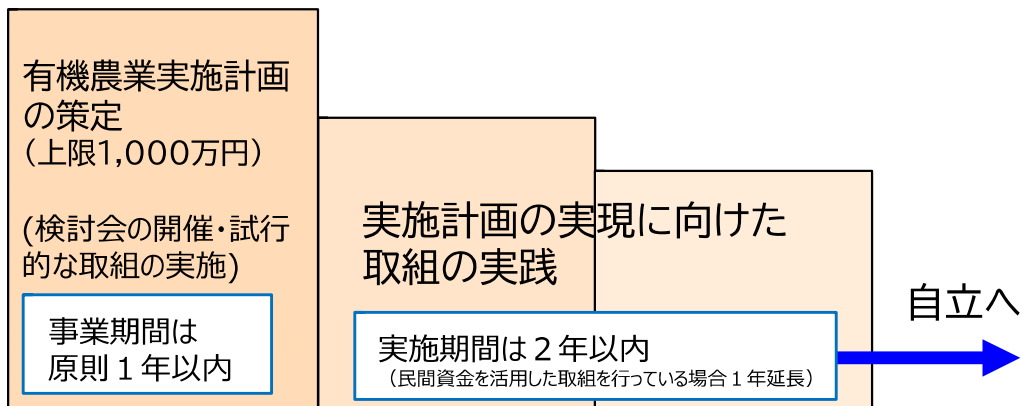 有機農業実施計画
の策定
（上限1,000万円）
(検討会の開催・試行
的な取組の実施)
事業期間は
原則１年以内
実施計画の実現に向けた
取組の実践
実施期間は２年以内
（民間資金を活用した取組を行っている場合１年延長）
自立へ